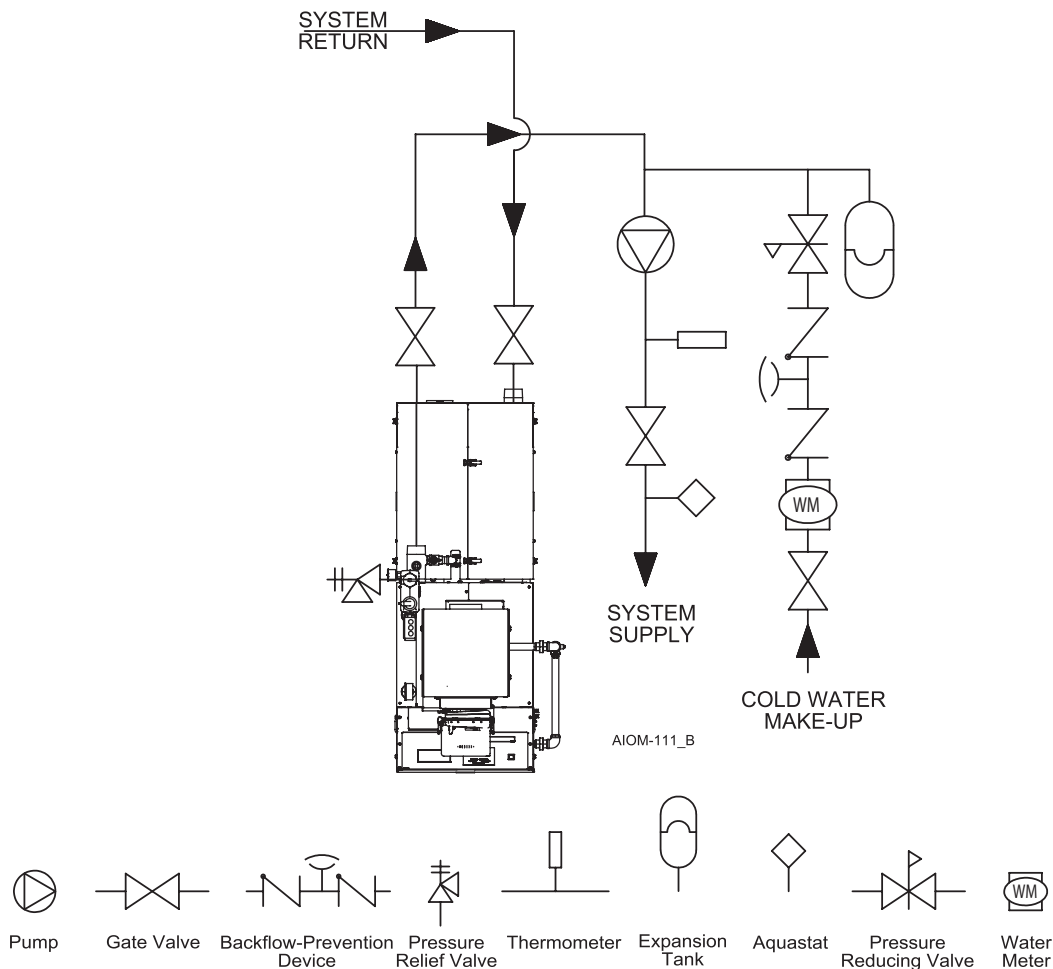 SYSTEM
RETURN
WM
SYSTEM
SUPPLY
COLD WATER
MAKE-UP
AIOM-111_B
WM
Pump
Gate Valve
Backflow-Prevention
Device
Pressure
Relief Valve
Thermometer
Expansion
Tank
Aquastat
Pressure
Reducing Valve
Water
Meter